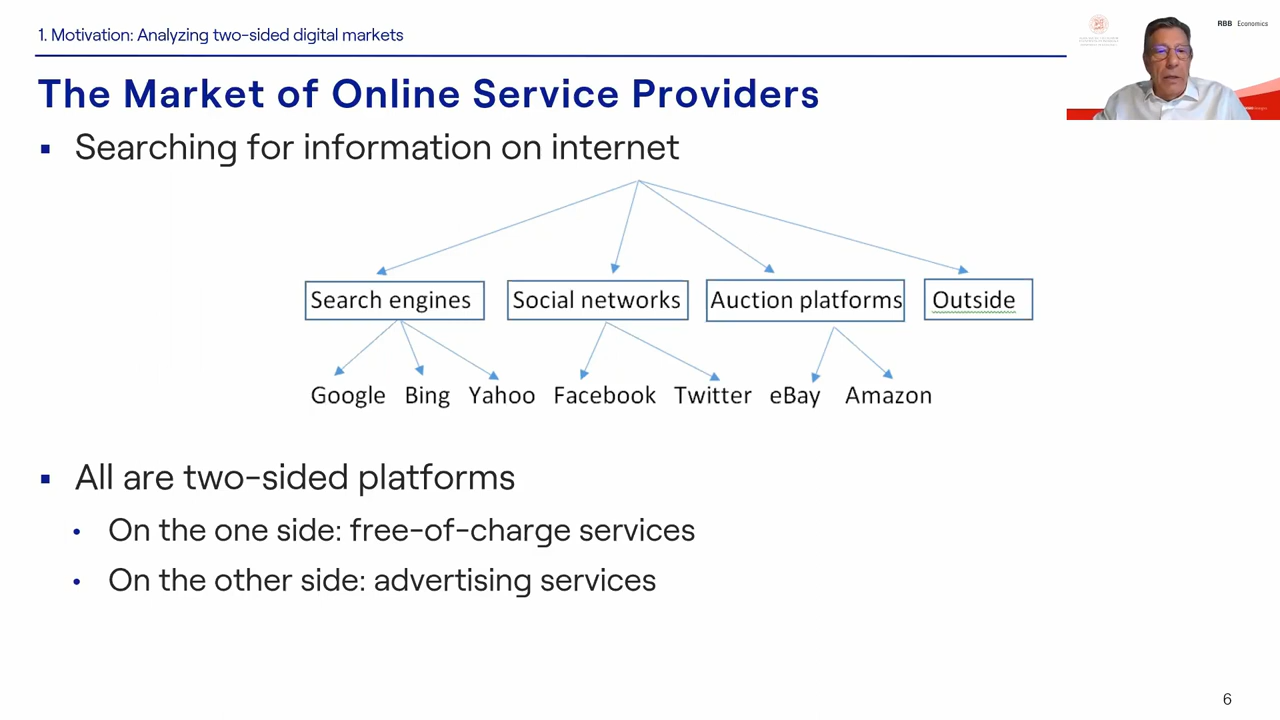 1. Motivation: Analyzing two-sided digital markets
RBB Economics
The Market of Online Service Providers
Searching for information on internet
Search engines Social networks Auction platforms Outside
Google Bing Yahoo Facebook Twitter eBay Amazon
All are two-sided platforms
On the one side: free-of-charge services
On the other side: advertising services
6